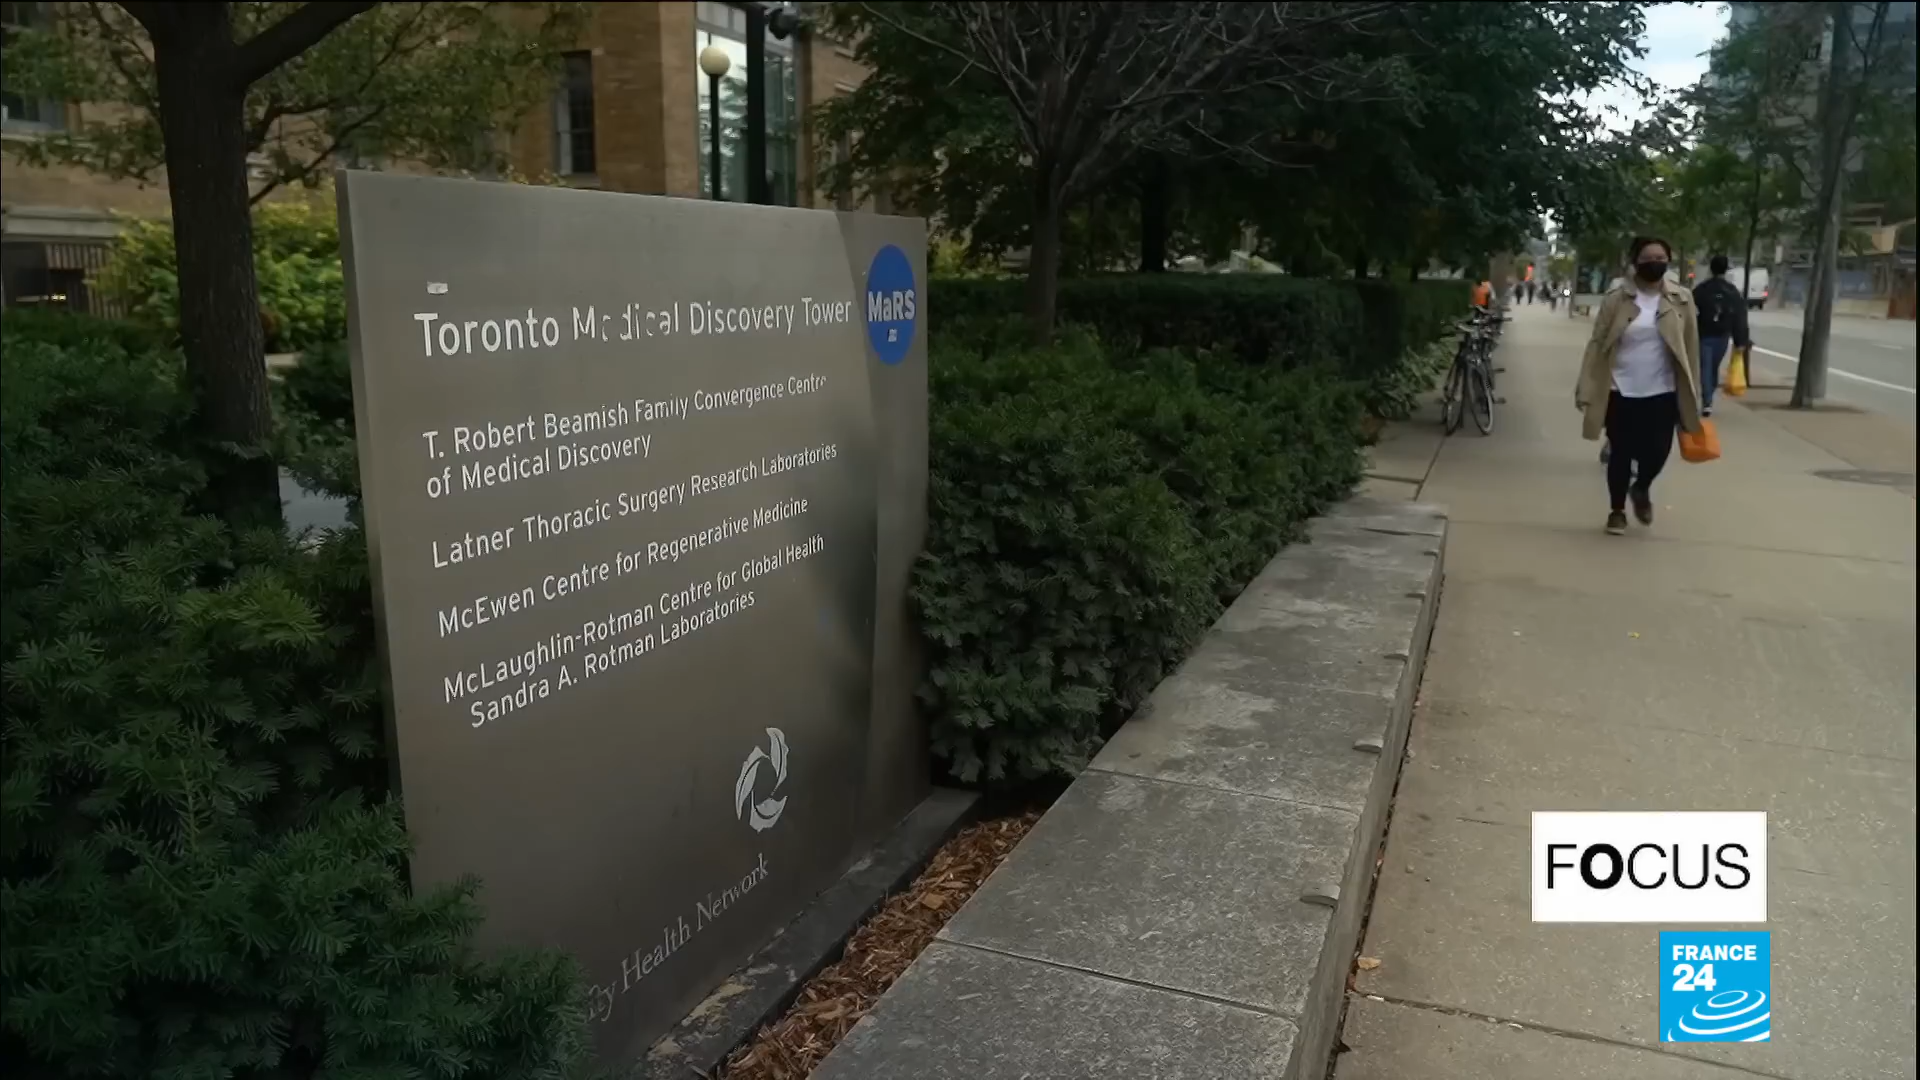 Toronto Medical Discovery Tower
MaRS
T. Robert Beamish Family Convergence Centre
of Medical Discovery
Latner Thoracic Surgery Research Laboratories
McEwen Centre for Regenerative Medicine
McLaughlin-Rotman Centre for Global Health
Sandra A. Rotman Laboratories
Health Network
FOCUS
FRANCE
24